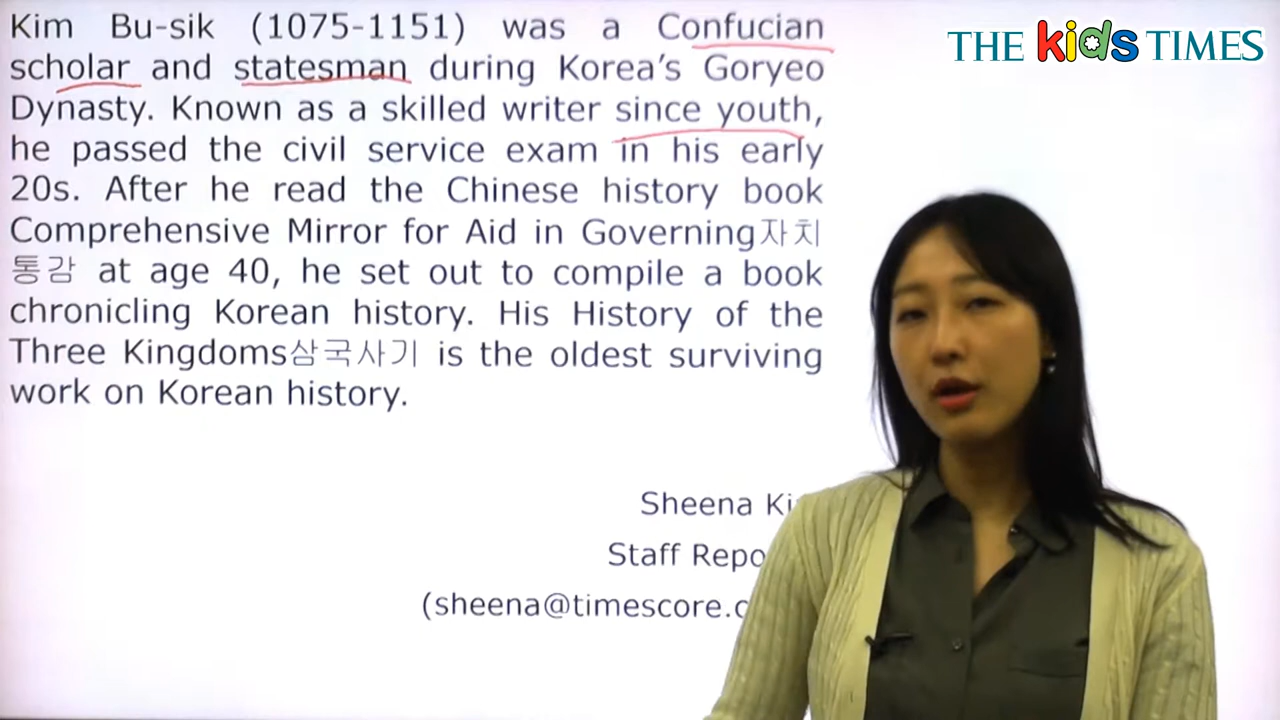 Kim Bu-sik (1075-1151) was a Confucian
scholar and statesman during Korea's Goryeo
Dynasty. Known as a skilled writer since youth,
he passed the civil service exam in his early
20s. After he read the Chinese history book
Comprehensive Mirror for Aid in Governing자치
통감 at age 40, he set out to compile a book
chronicling Korean history. His History of the
Three Kingdoms삼국사기 is the oldest surviving
work on Korean history.
THE kids TIMES
Sheena
Staff